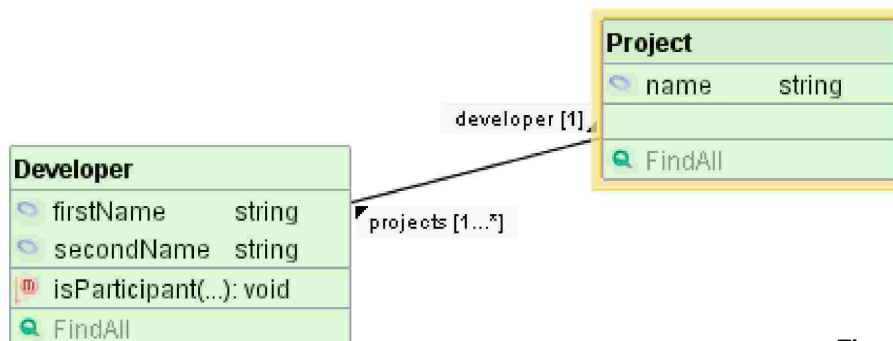 Project
name string
developer [1]
FindAll
Developer
firstName string
projects [1...*]
secondName string
isParticipant(...): void
FindAll